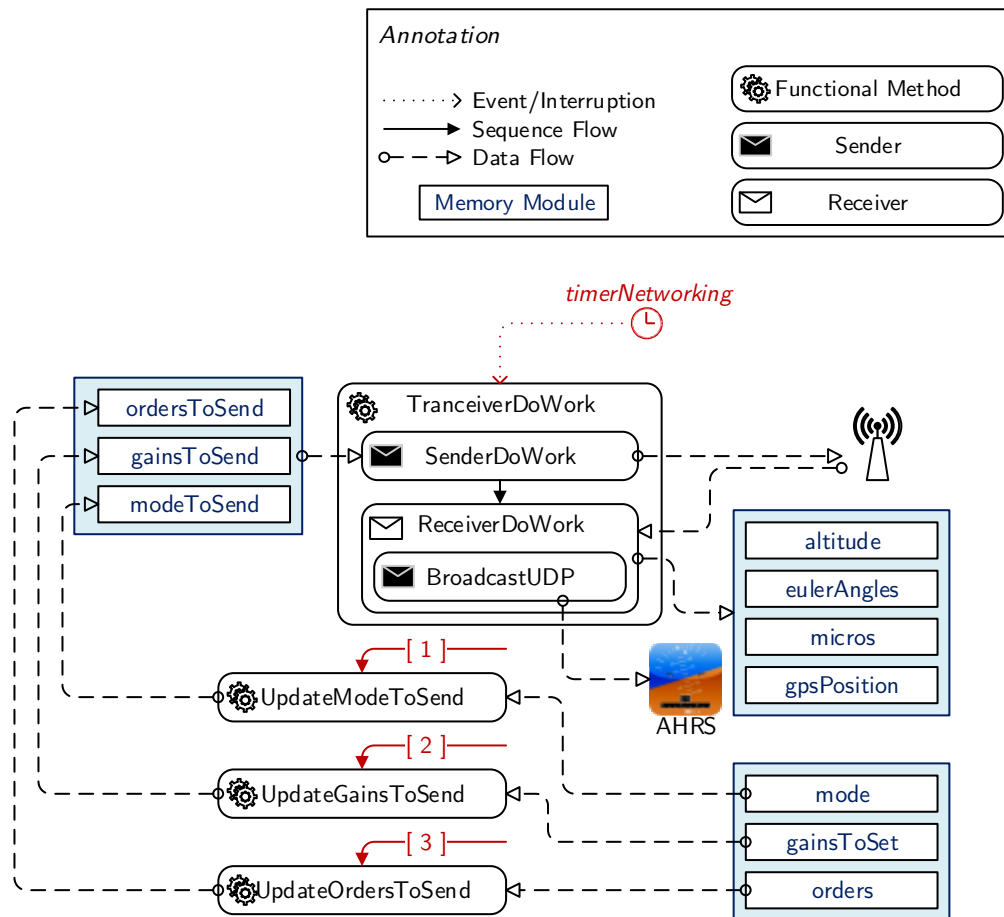 Annotation
Event/Interruption
Sequence Flow
Data Flow
Memory Module
Functional Method
Sender
Receiver
timerNetworking
ordersToSend
gainsToSend
modeToSend
TranceiverDoWork
SenderDoWork
ReceiverDoWork
BroadcastUDP
altitude
eulerAngles
micros
gpsPosition
AHRS
[ 1 ]
UpdateModeToSend
[ 2 ]
UpdateGainsToSend
[ 3 ]
UpdateOrdersToSend
mode
gainsToSet
orders